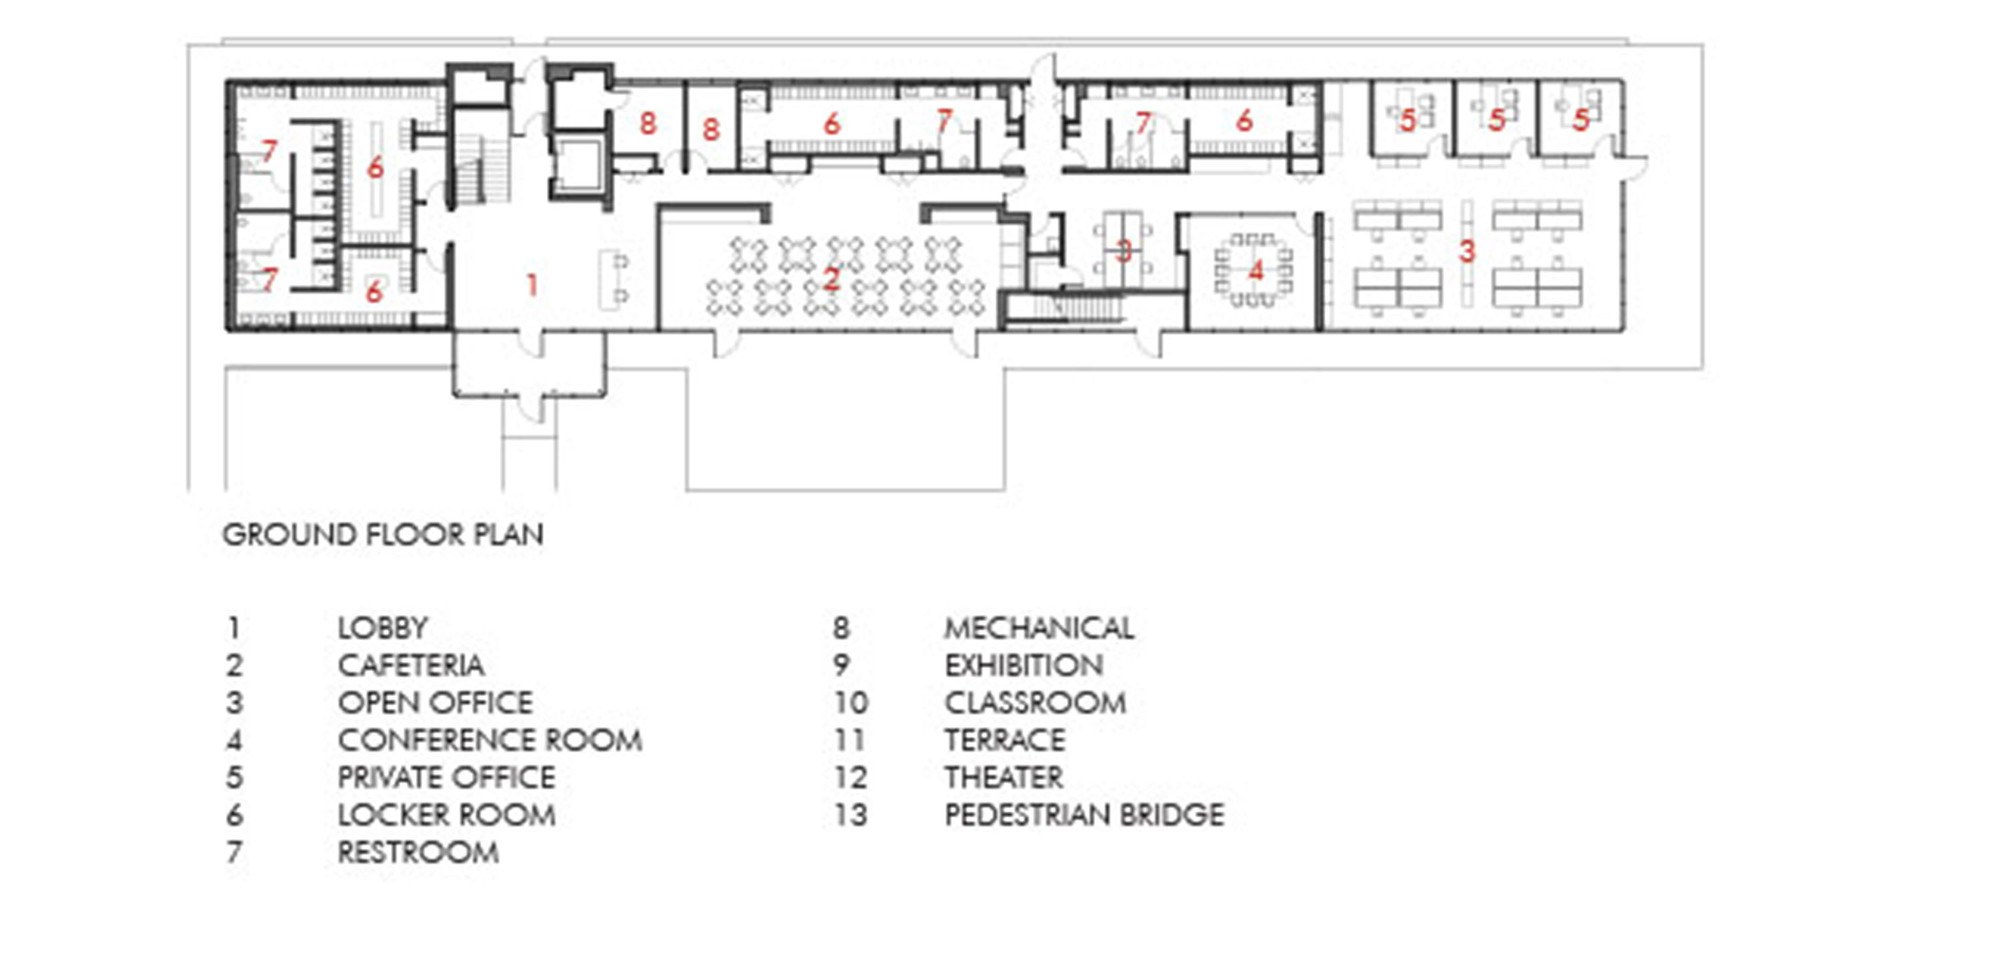 8 8 6 7 7 6 5 5 5
7 6
7 6 1 2 3 4 3
GROUND FLOOR PLAN
1 LOBBY
2 CAFETERIA
3 OPEN OFFICE
4 CONFERENCE ROOM
5 PRIVATE OFFICE
6 LOCKER ROOM
7 RESTROOM
8 MECHANICAL
9 EXHIBITION
10 CLASSROOM
11 TERRACE
12 THEATER
13 PEDESTRIAN BRIDGE